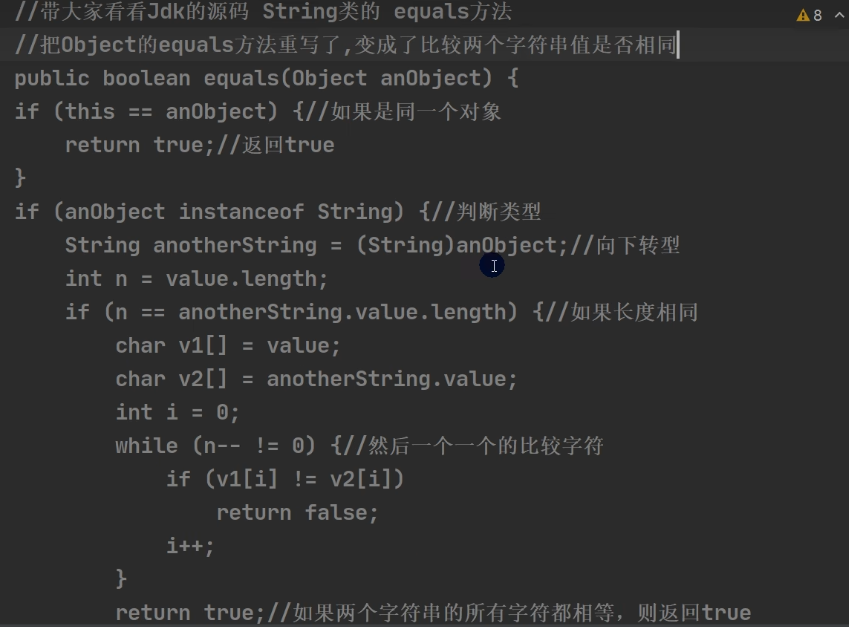 //带大家看看Jdk的源码 String类的 equals方法
8
//把Object的equals方法重写了,变成了比较两个字符串值是否相同
public boolean equals(Object anObject) {
if (this == anObject) {//如果是同一个对象
    return true;//返回true
}
if (anObject instanceof String) {//判断类型
    String anotherString = (String)anObject;//向下转型
    int n = value.length;
    if (n == anotherString.value.length) {//如果长度相同
        char v1[] = value;
        char v2[] = anotherString.value;
        int i = 0;
        while (n-- != 0) {//然后一个一个的比较字符
            if (v1[i] != v2[i])
                return false;
            i++;
        }
        return true;//如果两个字符串的所有字符都相等，则返回true